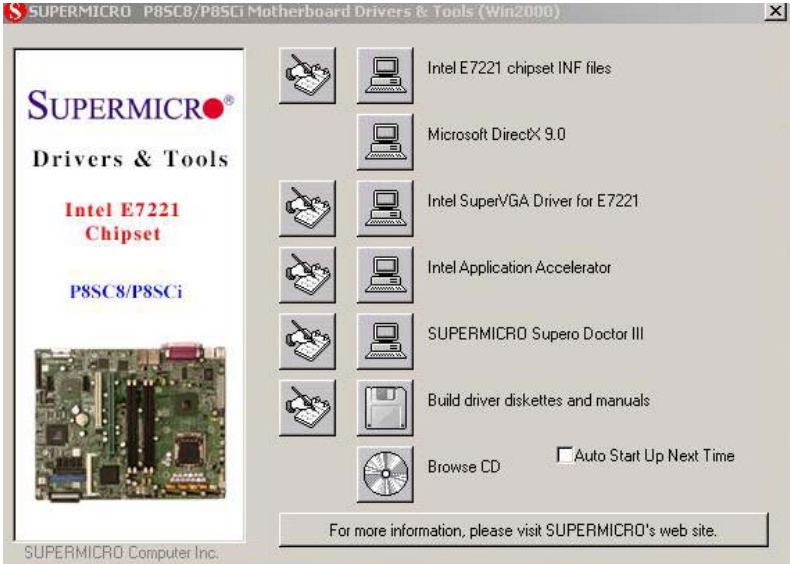 SUPERMICRO P8SC8/P8SCi Motherboard Drivers & Tools (Win2000)
SUPERMICRO®
Drivers & Tools
Intel E7221
Chipset
P8SC8/P8SCi
SUPERMICRO Computer Inc.
Intel E7221 chipset INF files
Microsoft DirectX 9.0
Intel SuperVGA Driver for E7221
Intel Application Accelerator
SUPERMICRO Supero Doctor III
Build driver diskettes and manuals
Browse CD
Auto Start Up Next Time
For more information, please visit SUPERMICRO's web site.